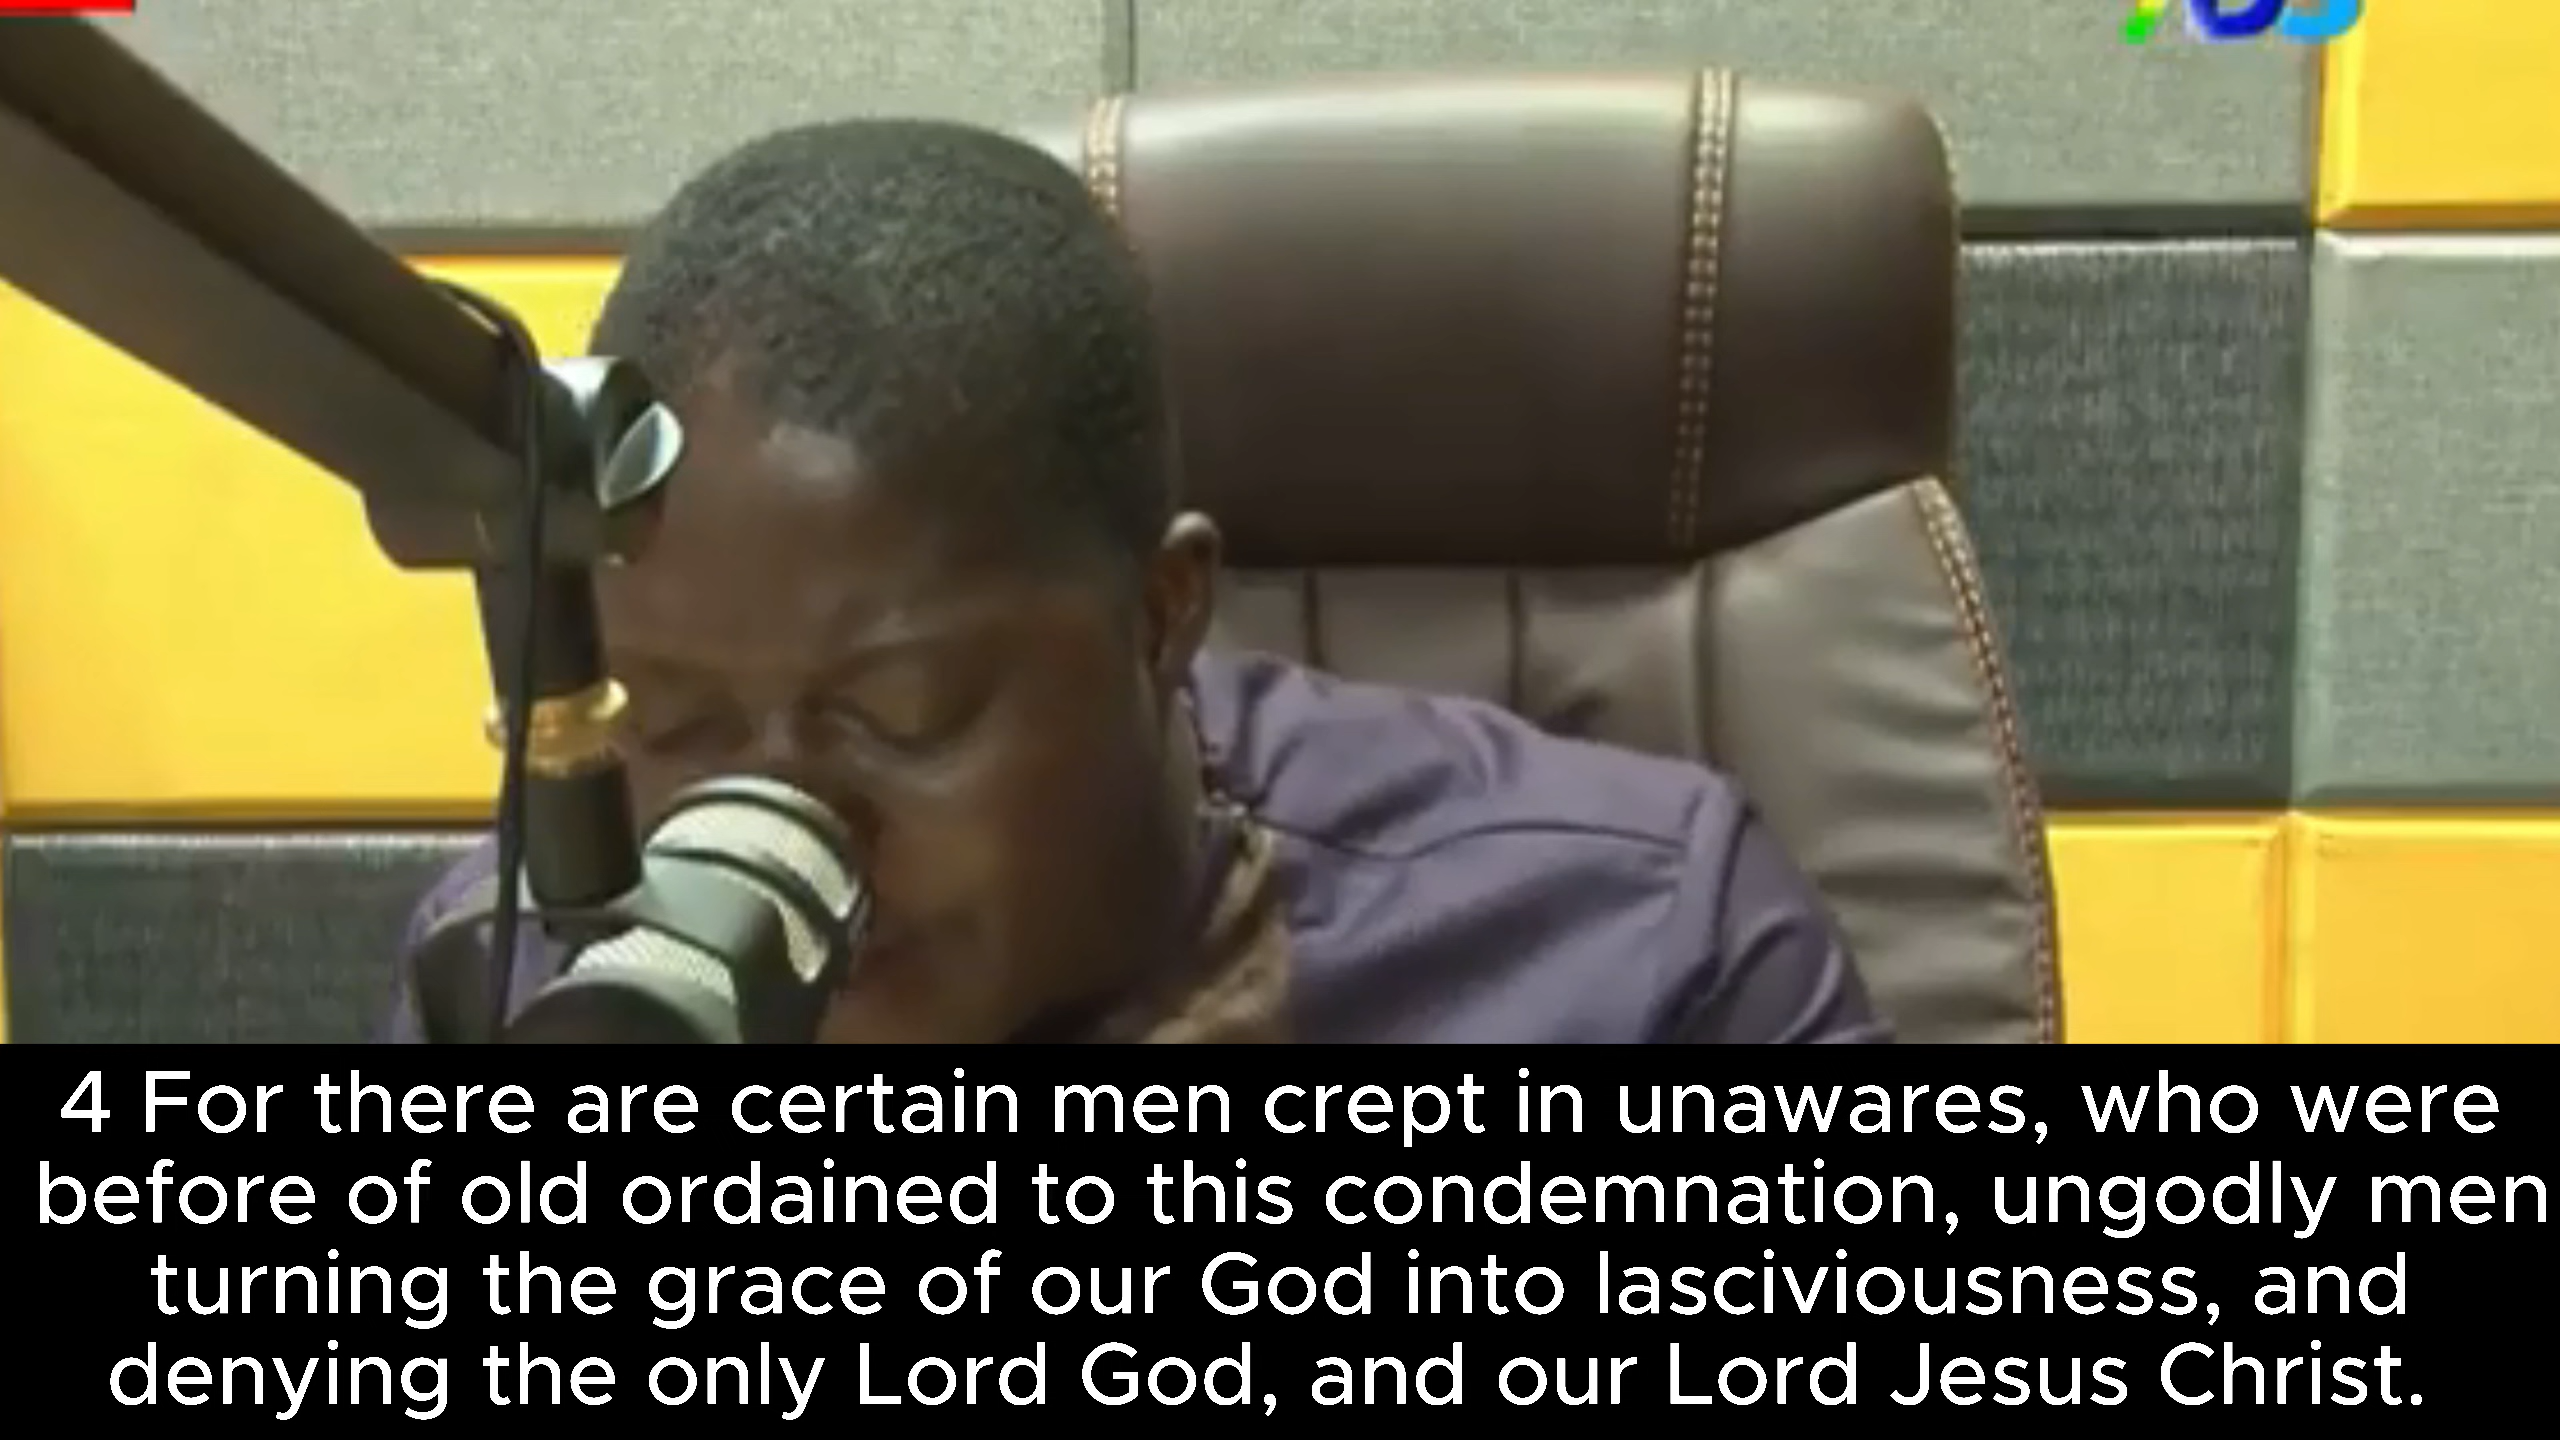 4 For there are certain men crept in unawares, who were
before of old ordained to this condemnation, ungodly men
turning the grace of our God into lasciviousness, and
denying the only Lord God, and our Lord Jesus Christ.